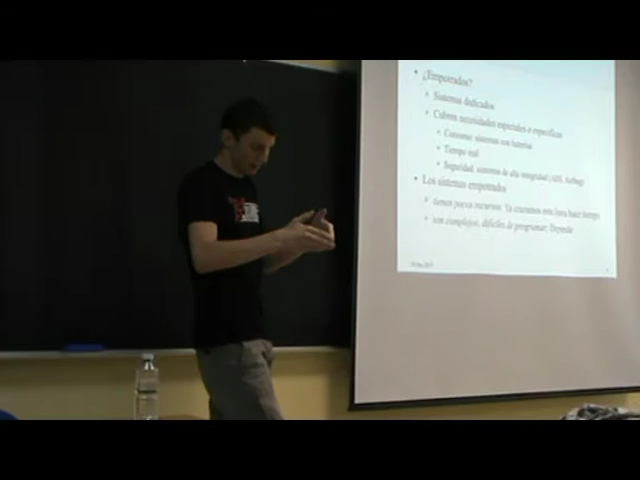 ¿Empotrados?
Sistemas dedicados
Cubren necesidades especiales o específicas
Consumo: sistemas con baterías
Tiempo real
Seguridad: sistemas de alta integridad (ABS, Airbag)
Los sistemas empotrados
tienen pocos recursos: Ya cruzamos esta línea hace tiempo
son complejos, difíciles de programar: Depende